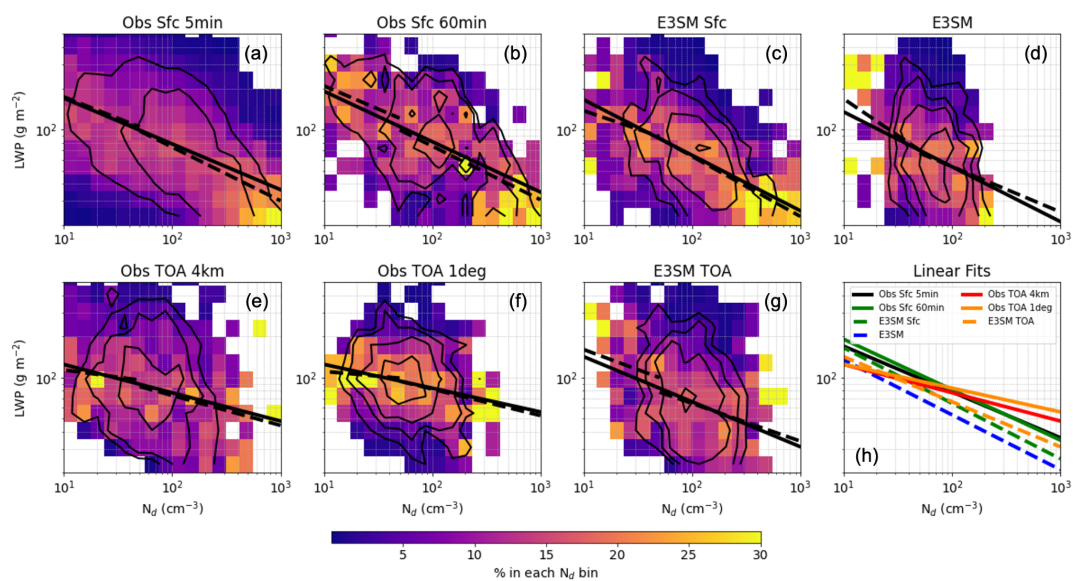 Obs Sfc 5min
Obs Sfc 60min
E3SM Sfc
E3SM
(a)
(b)
(c)
(d)
LWP (g m⁻²)
10²
10²
10²
10²
10¹ 10² 10³
10¹ 10² 10³
10¹ 10² 10³
10¹ 10² 10³
Obs TOA 4km
Obs TOA 1deg
E3SM TOA
Linear Fits
(e)
(f)
(g)
Obs Sfc 5min
Obs Sfc 60min
E3SM Sfc
E3SM
Obs TOA 4km
Obs TOA 1deg
E3SM TOA
LWP (g m⁻²)
10²
10²
10²
10²
(h)
10¹ 10² 10³
10¹ 10² 10³
10¹ 10² 10³
10¹ 10² 10³
N_d (cm⁻³)
N_d (cm⁻³)
N_d (cm⁻³)
N_d (cm⁻³)
5 10 15 20 25 30
% in each N_d bin